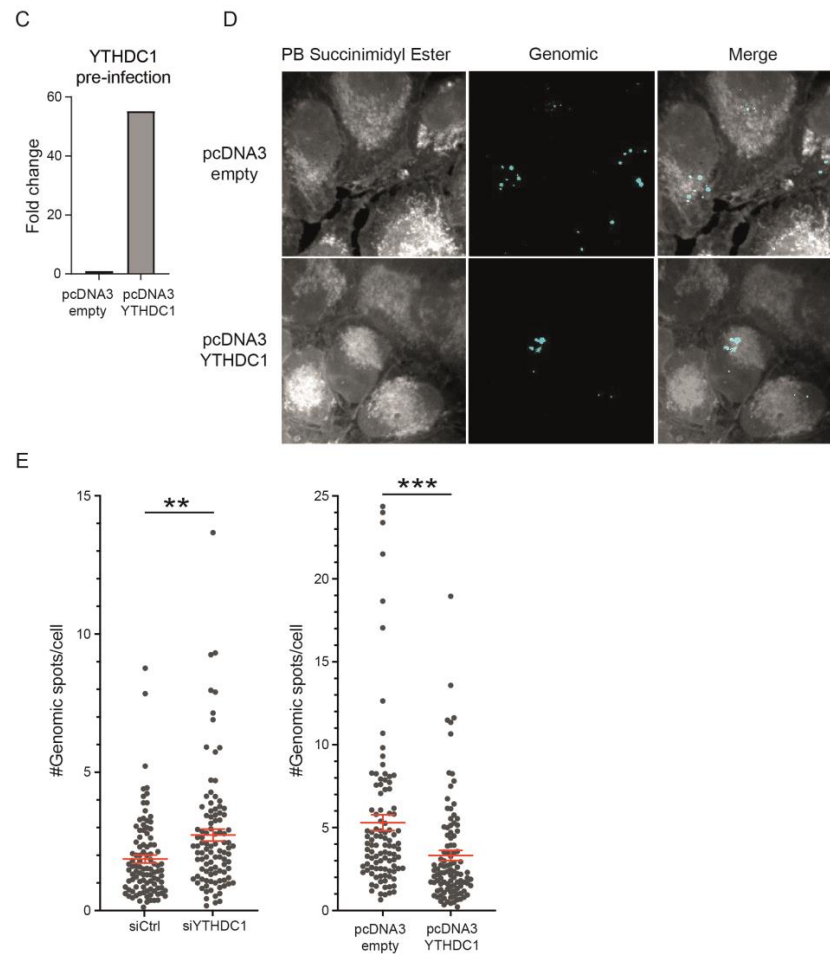 C
YTHDC1
pre-infection
Fold change
60
40
20
0
pcDNA3
empty
pcDNA3
YTHDC1
D
PB Succinimidyl Ester
Genomic
Merge
pcDNA3
empty
pcDNA3
YTHDC1
E
#Genomic spots/cell
15
10
5
0
**
siCtrl
siYTHDC1
#Genomic spots/cell
25
20
15
10
5
0
***
pcDNA3
empty
pcDNA3
YTHDC1